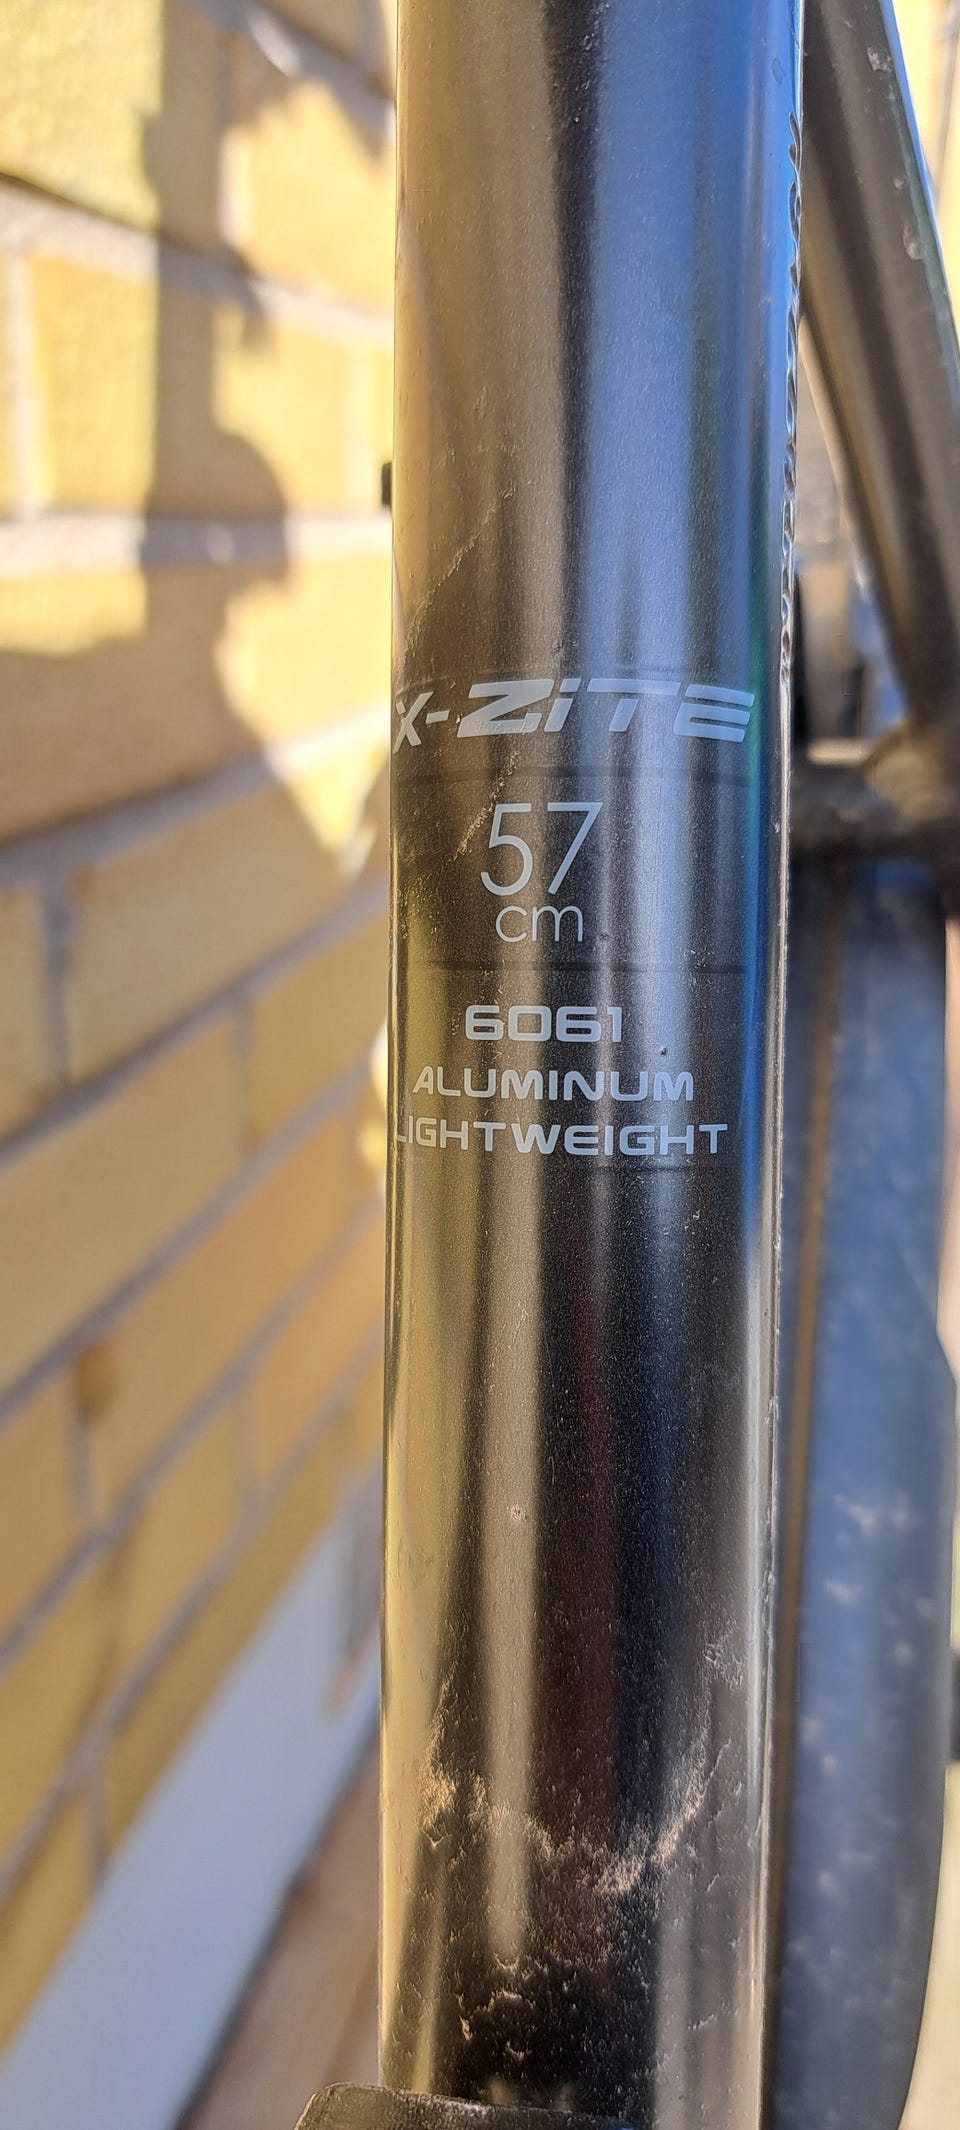 X-ZiTE
57
cm
6061
ALUMINUM
LIGHTWEIGHT